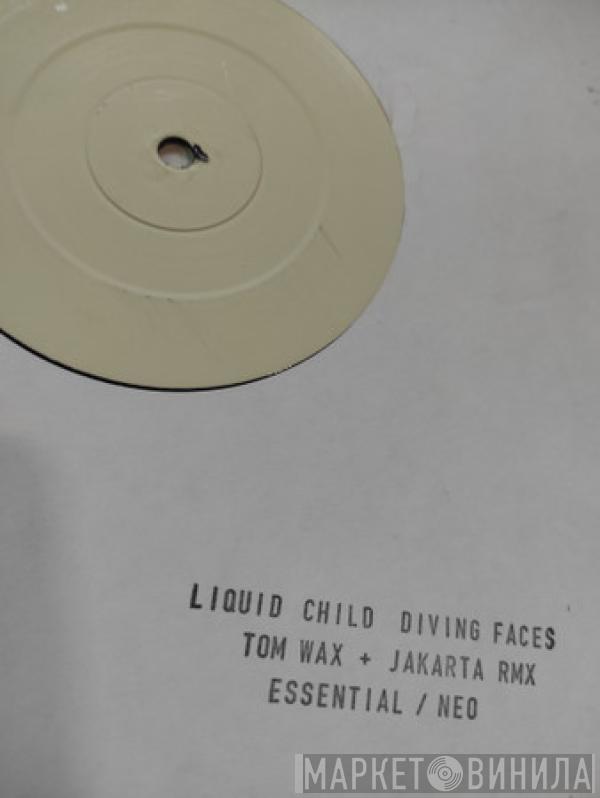 LIQUID CHILD DIVING FACES
TOM WAX + JAKARTA RMX
ESSENTIAL / NEO
МАРКЕТ ВИНИЛА